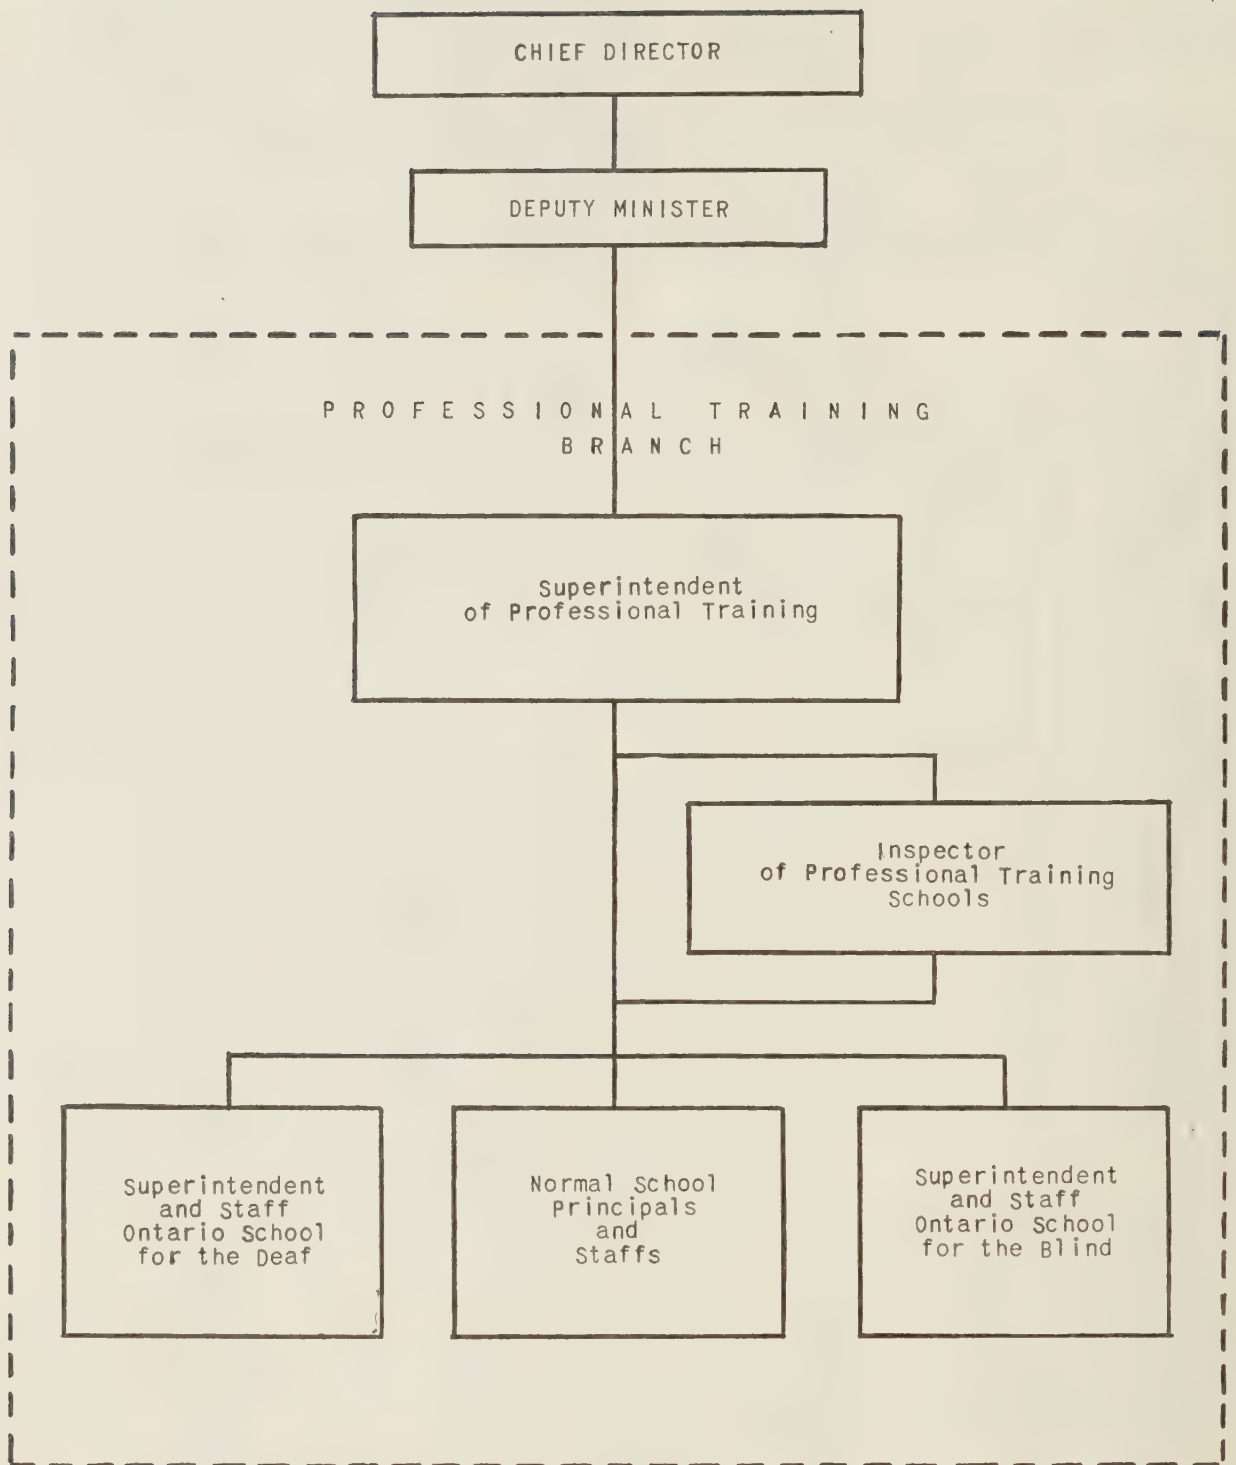 CHIEF DIRECTOR
DEPUTY MINISTER
PROFESSIONAL TRAINING
BRANCH
Superintendent
of Professional Training
Inspector
of Professional Training
Schools
Superintendent
and Staff
Ontario School
for the Deaf
Normal School
Principals
and
Staffs
Superintendent
and Staff
Ontario School
for the Blind